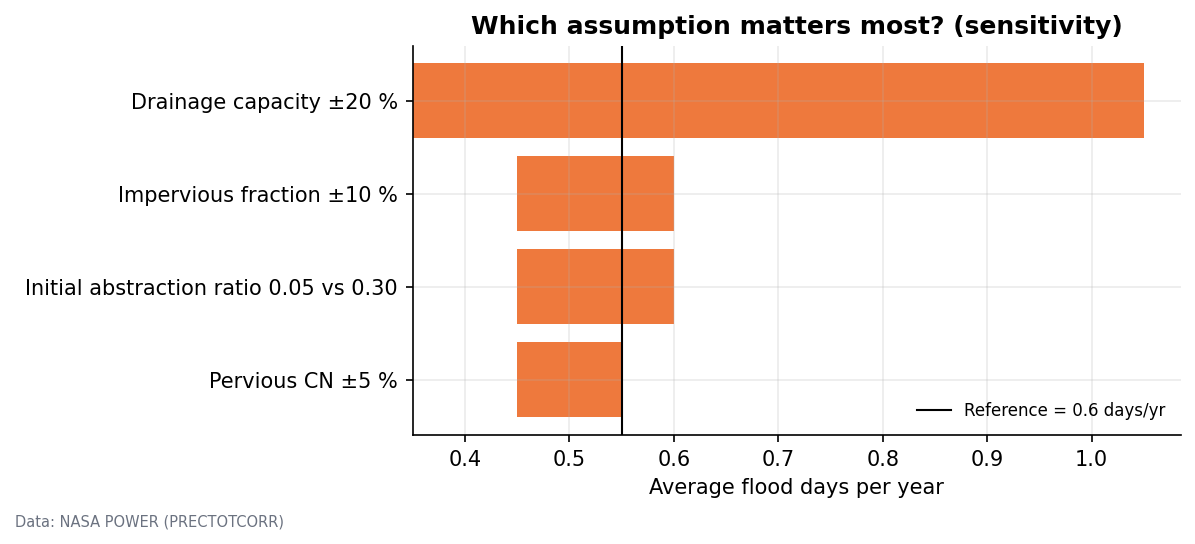 Which assumption matters most? (sensitivity)
Drainage capacity ±20 %
Impervious fraction ±10 %
Initial abstraction ratio 0.05 vs 0.30
Pervious CN ±5 %
Reference = 0.6 days/yr
0.4 0.5 0.6 0.7 0.8 0.9 1.0
Average flood days per year
Data: NASA POWER (PRECTOTCORR)